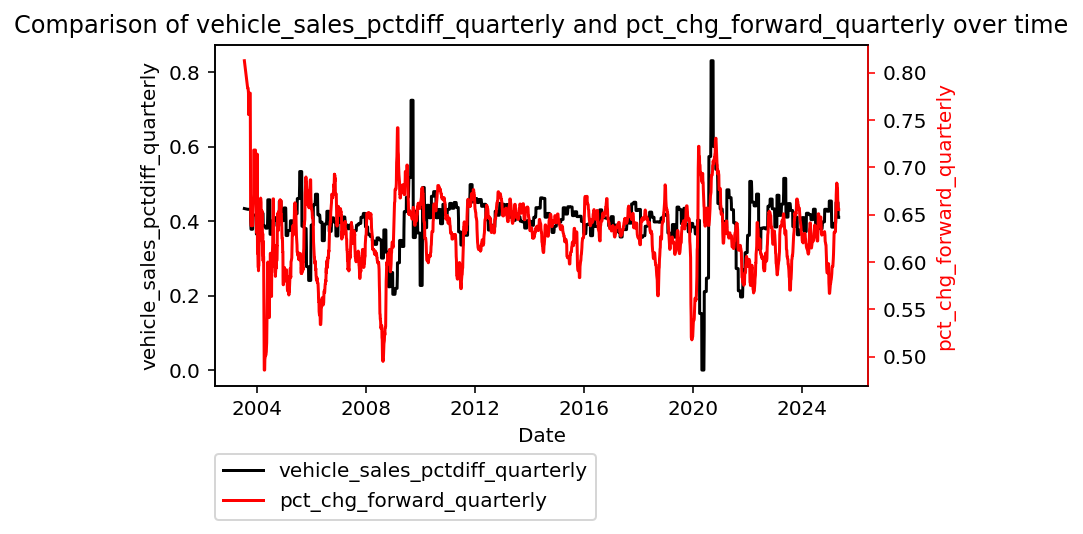 Comparison of vehicle_sales_pctdiff_quarterly and pct_chg_forward_quarterly over time
vehicle_sales_pctdiff_quarterly
0.8
0.6
0.4
0.2
0.0
0.80
0.75
0.70
0.65
0.60
0.55
0.50
pct_chg_forward_quarterly
2004 2008 2012 2016 2020 2024
Date
vehicle_sales_pctdiff_quarterly
pct_chg_forward_quarterly